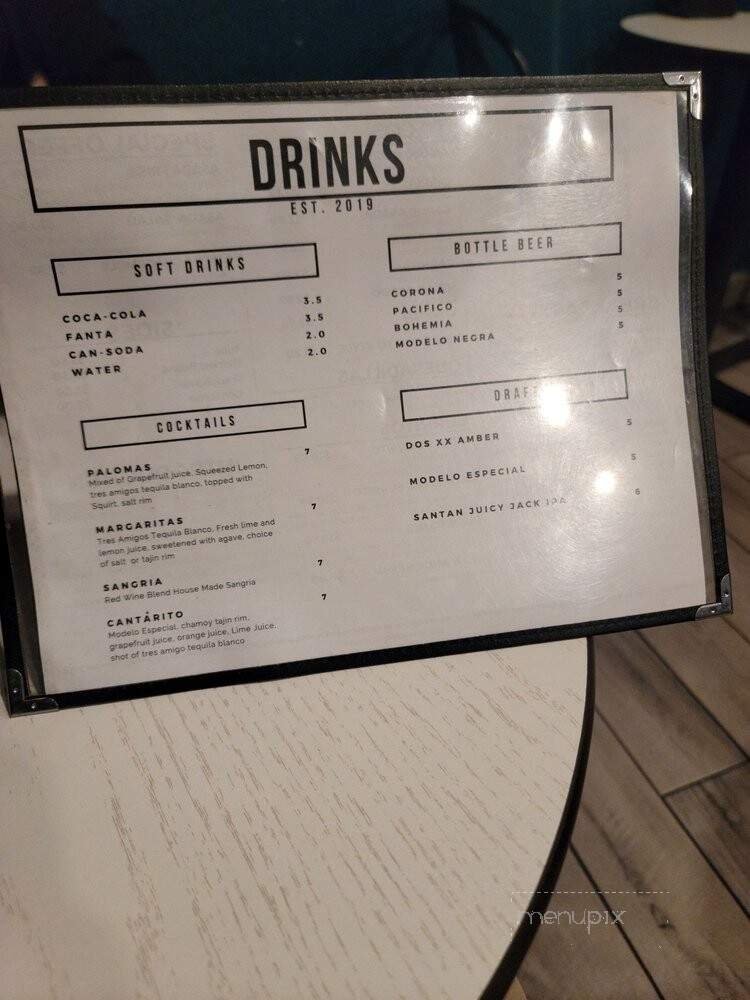 DRINKS
EST. 2019
SOFT DRINKS
COCA-COLA 3.5
FANTA 3.5
CAN-SODA 2.0
WATER 2.0
COCKTAILS
PALOMAS 7
Mixed of Grapefruit juice, Squeezed Lemon,
tres amigos tequila blanco, topped with
Squirt, salt rim
MARGARITAS 7
Tres Amigos Tequila Blanco, Fresh lime and
lemon juice, sweetened with agave, choice
of salt or tajin rim
SANGRIA 7
Red Wine Blend House Made Sangria
CANTÅRITO 7
Modelo Especial, chamoy tajin rim,
grapefruit juice, orange juice, Lime Juice,
shot of tres amigo tequila blanco
BOTTLE BEER
CORONA 5
PACIFICO 5
BOHEMIA 5
MODELO NEGRA 5
DRAFT
DOS XX AMBER 5
MODELO ESPECIAL 5
SANTAN JUICY JACK IPA 6
menupix